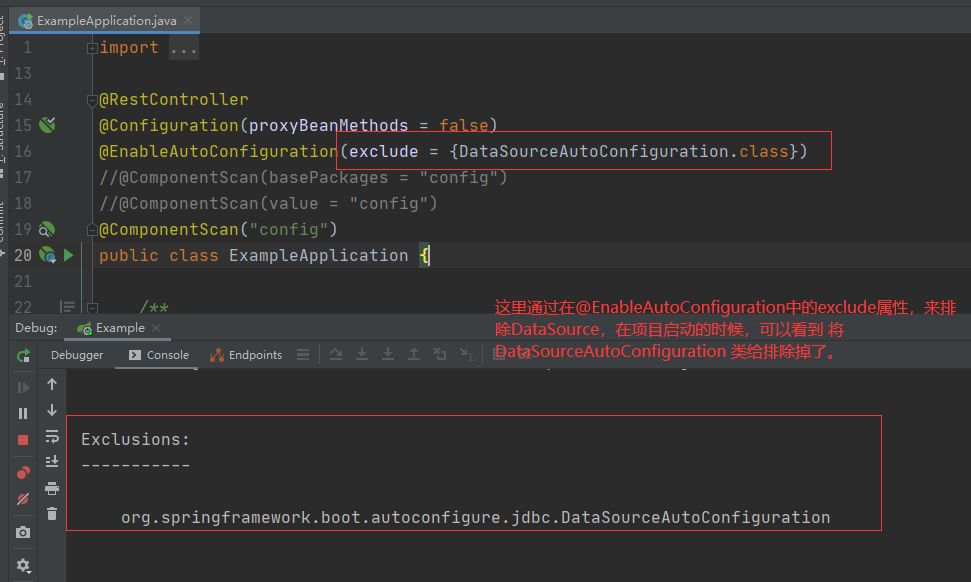 ExampleApplication.java
1 import ...
13
14 @RestController
15 @Configuration(proxyBeanMethods = false)
16 @EnableAutoConfiguration(exclude = {DataSourceAutoConfiguration.class})
17 //@ComponentScan(basePackages = "config")
18 //@ComponentScan(value = "config")
19 @ComponentScan("config")
20 public class ExampleApplication {
21
22 /**
这里通过在@EnableAutoConfiguration中的exclude属性，来排
除DataSource，在项目启动的时候，可以看到 将
DataSourceAutoConfiguration 类给排除掉了。
Debug: Example
Debugger Console Endpoints
Exclusions:
-----------
org.springframework.boot.autoconfigure.jdbc.DataSourceAutoConfiguration